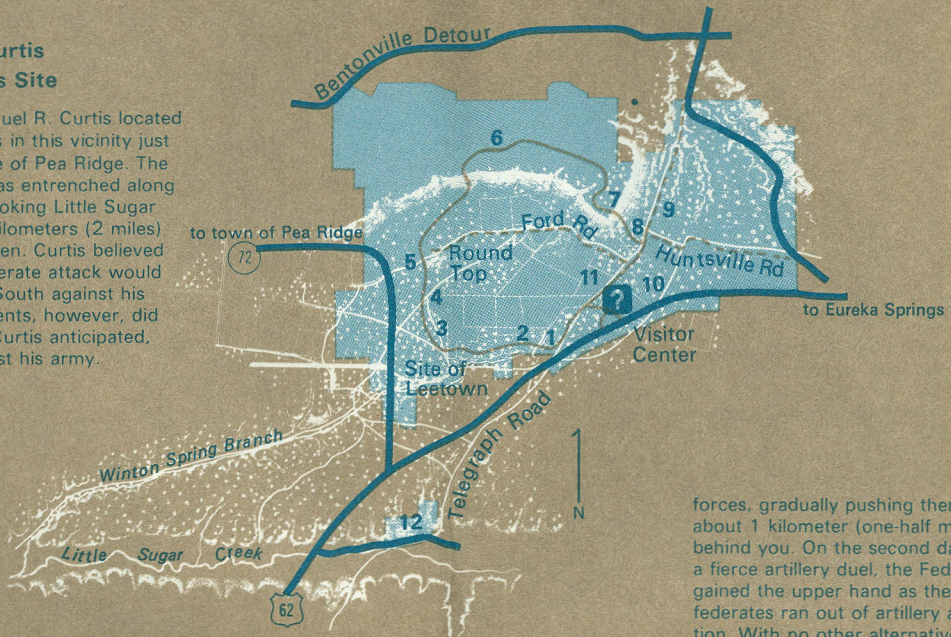 urtis
s Site
uel R. Curtis located
s in this vicinity just
e of Pea Ridge. The
as entrenched along
oking Little Sugar
ilometers (2 miles)
en. Curtis believed
erate attack would
South against his
ents, however, did
Curtis anticipated,
st his army.
Bentonville Detour
6
7
8
9
to town of Pea Ridge
72
Ford Rd
Huntsville Rd
5
Round
Top
11
10
4
?
to Eureka Springs
3
2
1
Visitor
Center
Site of
Leetown
Telegraph Road
Winton Spring Branch
N
12
Little Sugar Creek
62
forces, gradually pushing ther
about 1 kilometer (one-half m
behind you. On the second da
a fierce artillery duel, the Fed
gained the upper hand as the
federates ran out of artillery a
tion. With no other alternativ